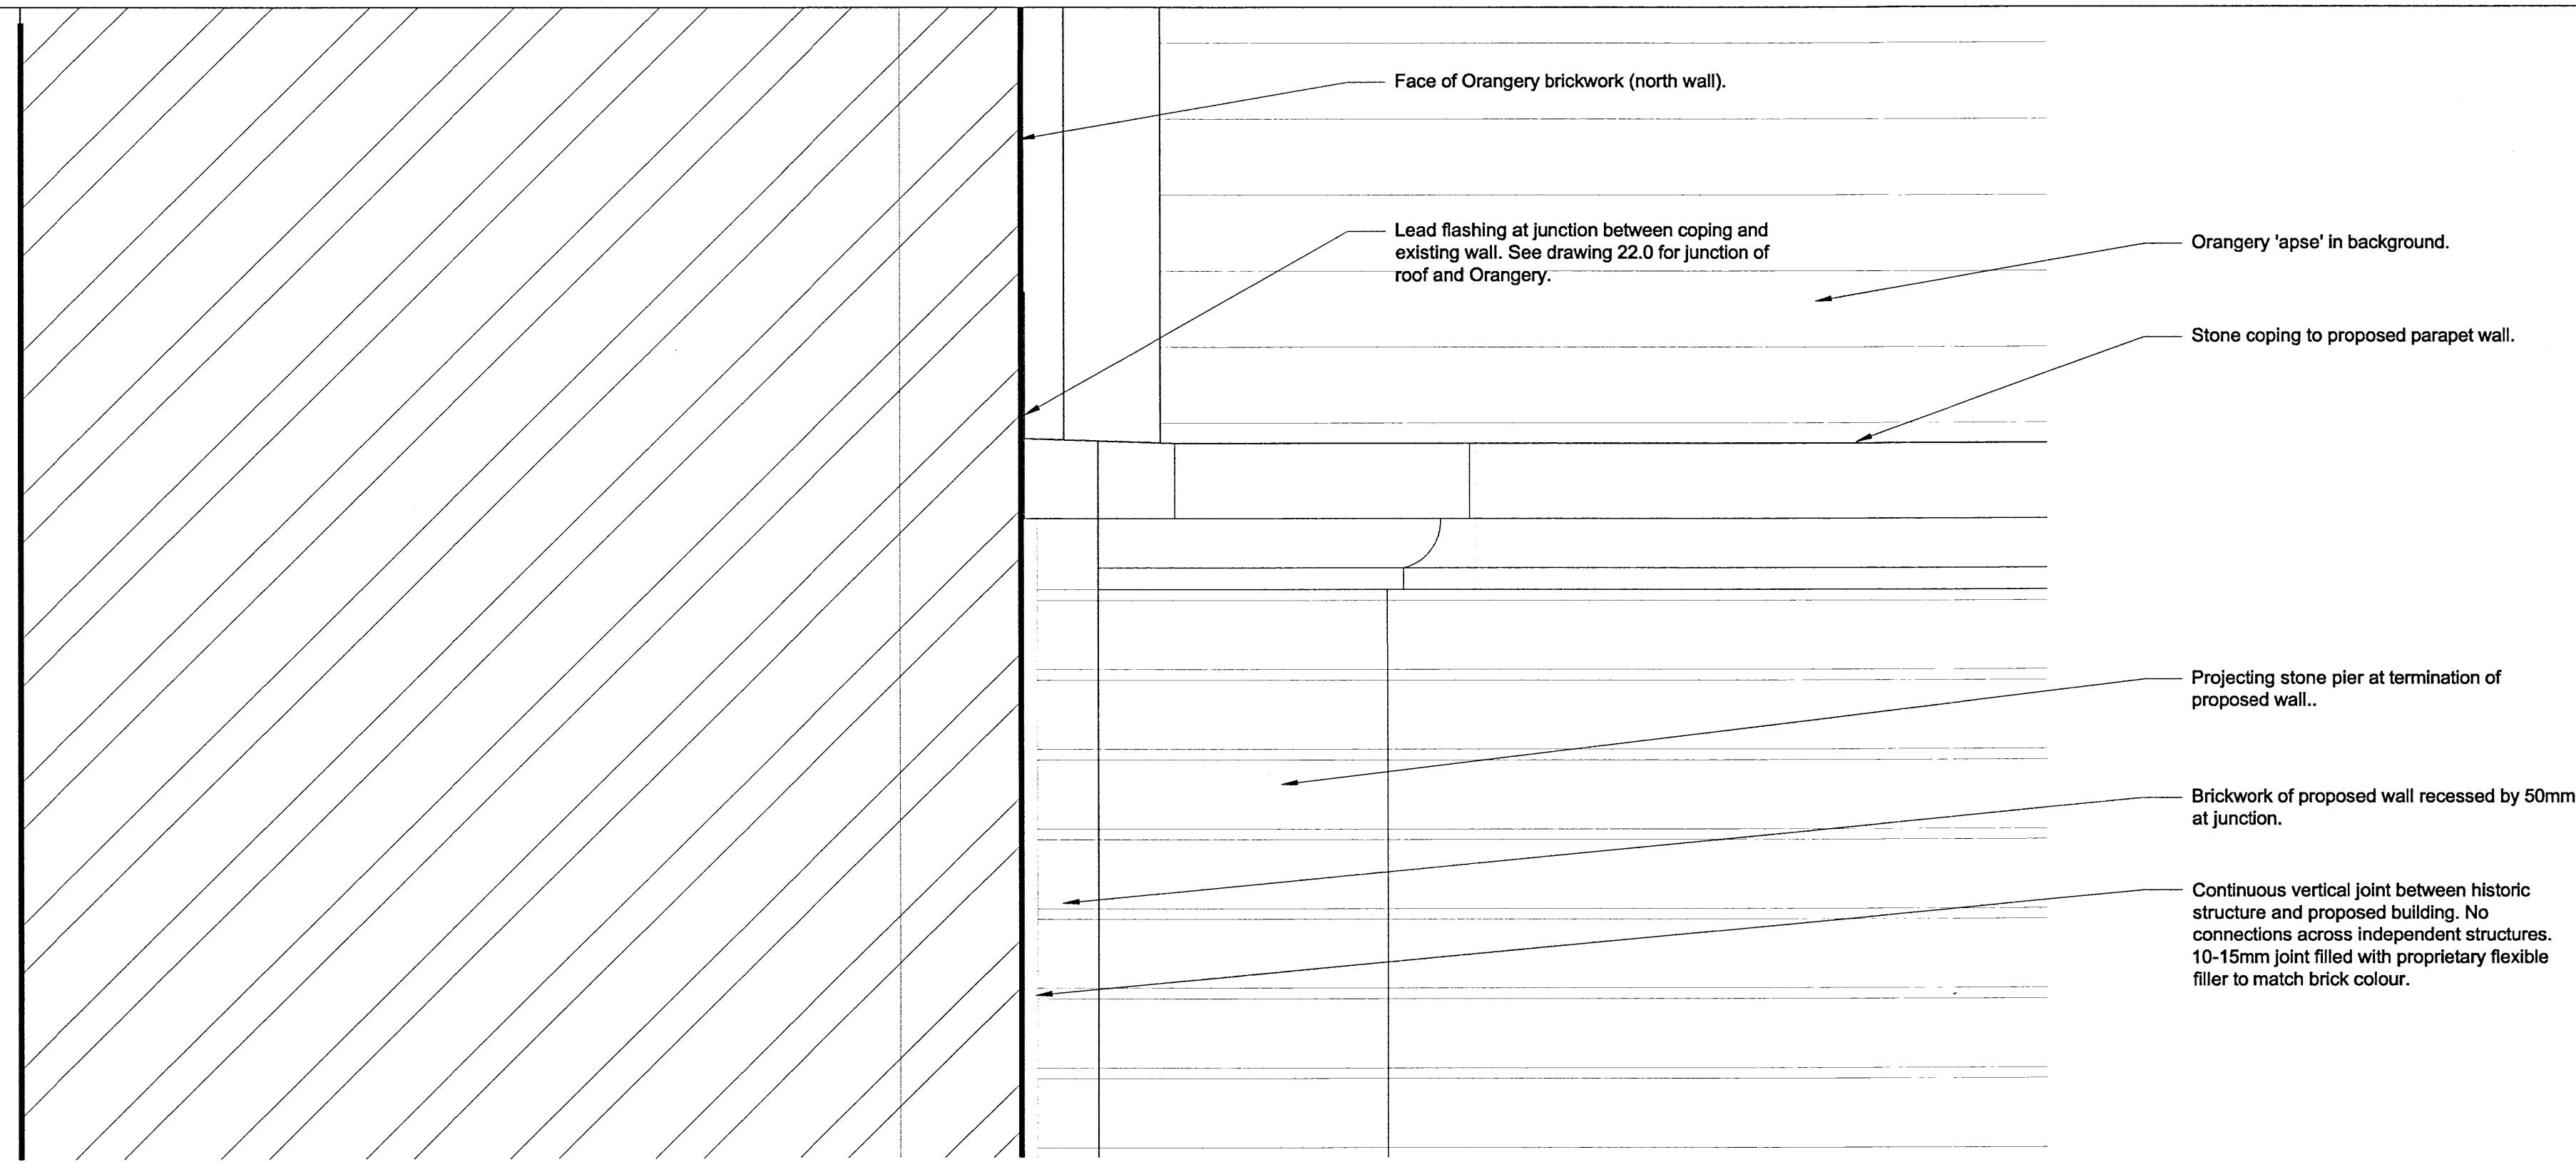 Face of Orangery brickwork (north wall).
Lead flashing at junction between coping and
existing wall. See drawing 22.0 for junction of
roof and Orangery.
Orangery 'apse' in background.
Stone coping to proposed parapet wall.
Projecting stone pier at termination of
proposed wall..
Brickwork of proposed wall recessed by 50mm
at junction.
Continuous vertical joint between historic
structure and proposed building. No
connections across independent structures.
10-15mm joint filled with proprietary flexible
filler to match brick colour.